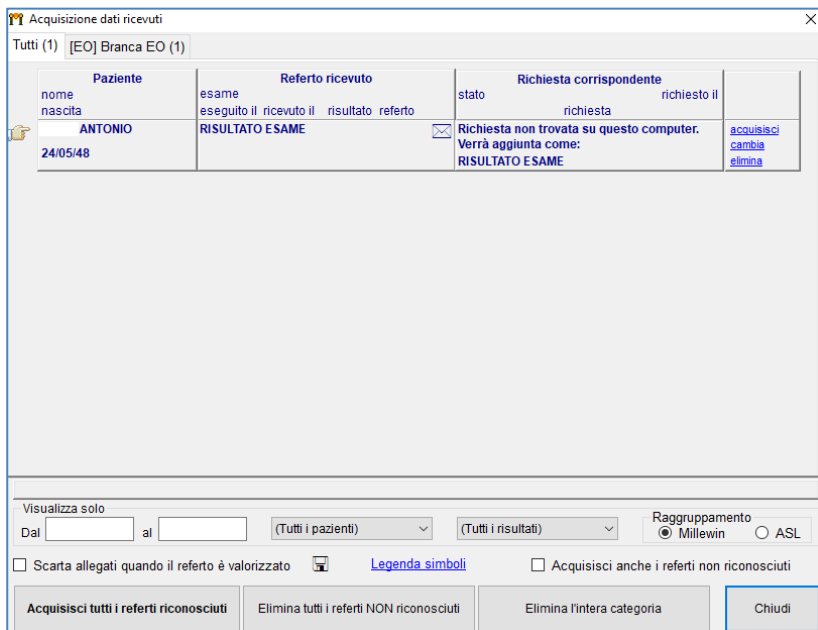 Acquisizione dati ricevuti
Tutti (1) [EO] Branca EO (1)
Paziente Referto ricevuto Richiesta corrispondente
nome esame stato richiesto il
nascita eseguito il ricevuto il risultato referto richiesta
ANTONIO RISULTATO ESAME Richiesta non trovata su questo computer. acquisisci
24/05/48 Verrà aggiunta come: cambia
RISULTATO ESAME elimina
Visualizza solo
Dal al (Tutti i pazienti) (Tutti i risultati) Raggruppamento
Millewin ASL
Scarta allegati quando il referto è valorizzato Legenda simboli Acquisisci anche i referti non riconosciuti
Acquisisci tutti i referti riconosciuti Elimina tutti i referti NON riconosciuti Elimina l'intera categoria Chiudi